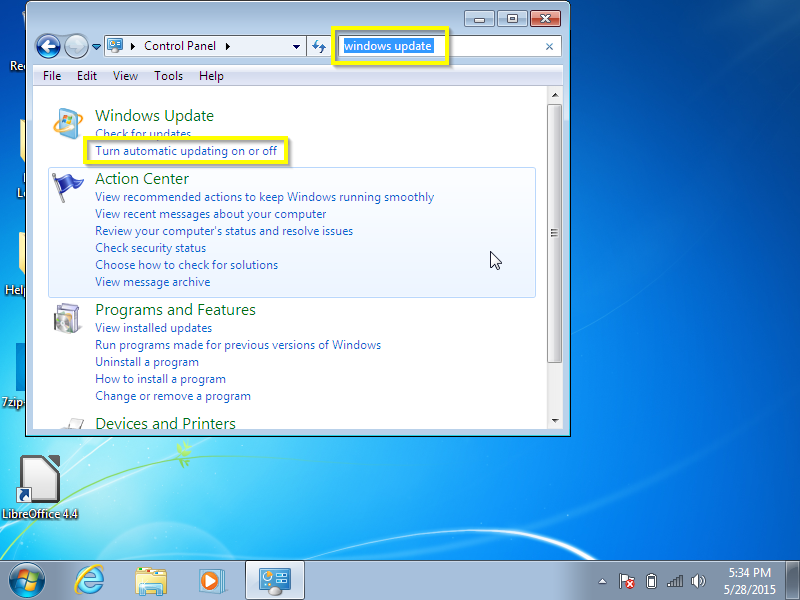 Control Panel
windows update
File Edit View Tools Help
Windows Update
Check for updates
Turn automatic updating on or off
Action Center
View recommended actions to keep Windows running smoothly
View recent messages about your computer
Review your computer's status and resolve issues
Check security status
Choose how to check for solutions
View message archive
Programs and Features
View installed updates
Run programs made for previous versions of Windows
Uninstall a program
How to install a program
Change or remove a program
Devices and Printers
Rec
Lo
Help
7zip-
LibreOffice 4.4
5:34 PM
5/28/2015